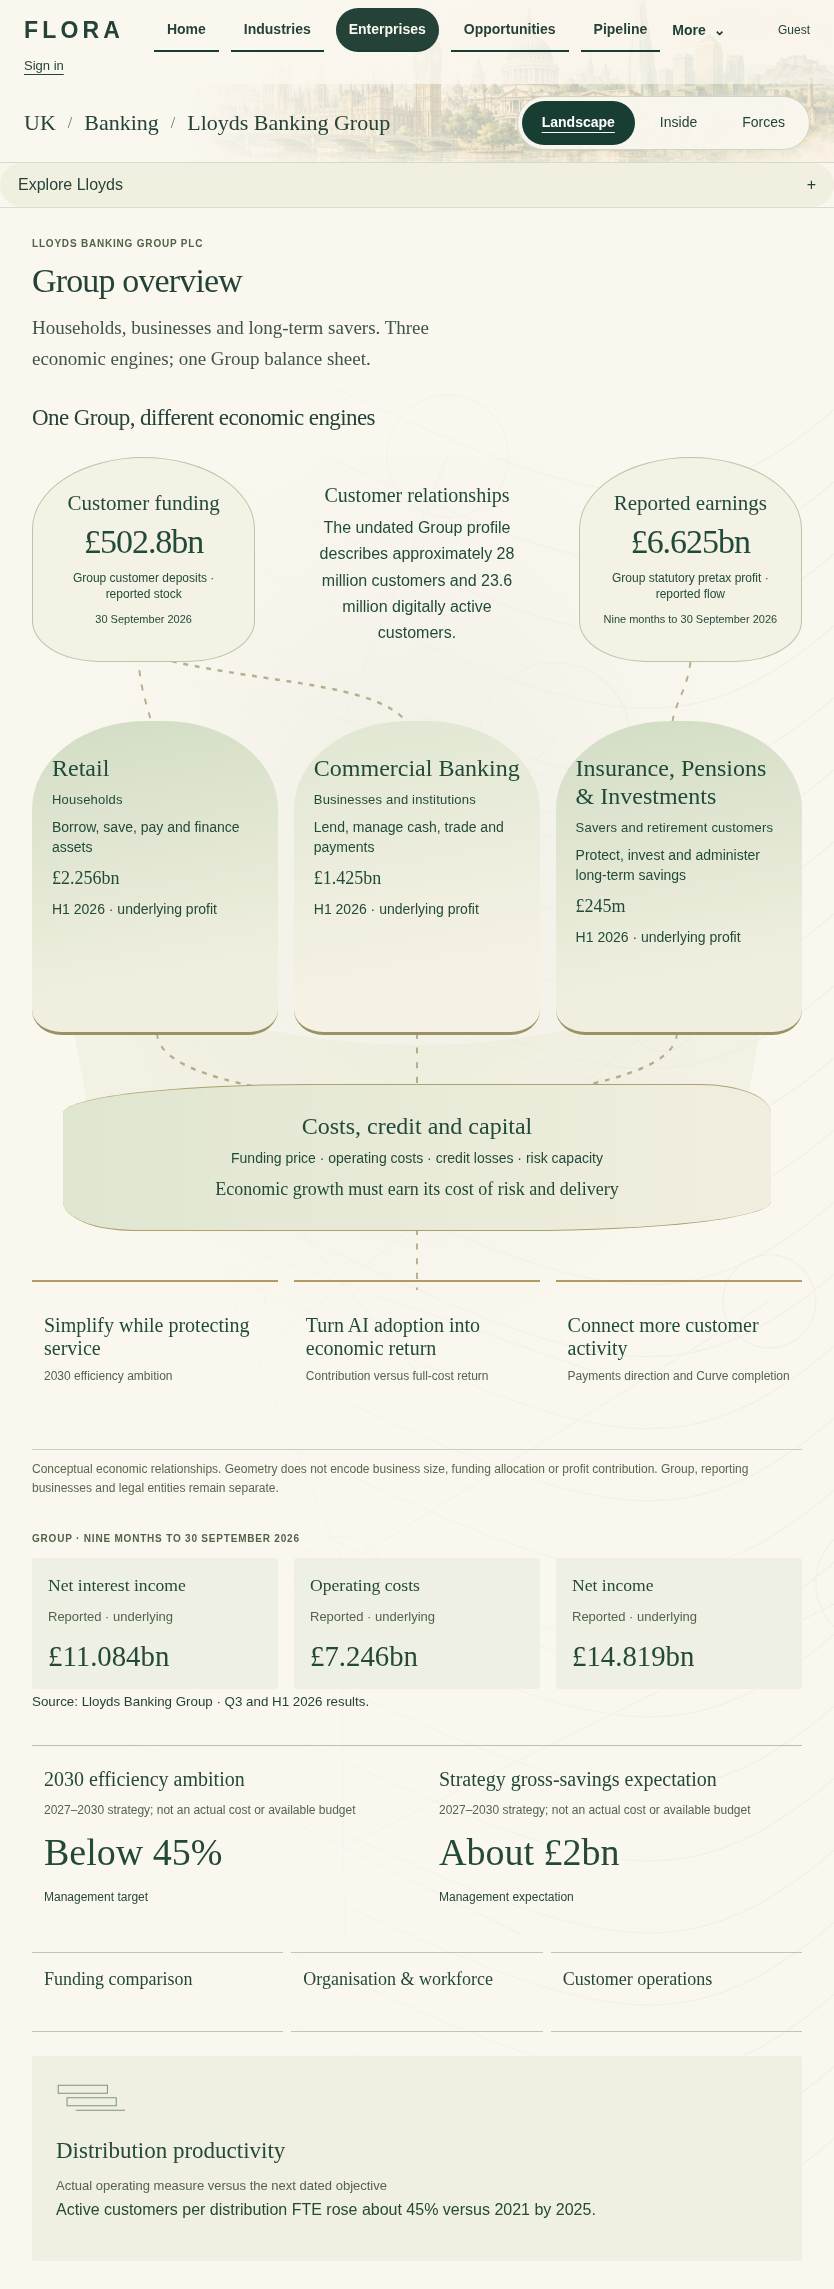 FLORA
Home
Industries
Enterprises
Opportunities
Pipeline
More
Guest
Sign in
UK / Banking / Lloyds Banking Group
Landscape
Inside
Forces
Explore Lloyds
+
LLOYDS BANKING GROUP PLC
Group overview
Households, businesses and long-term savers. Three
economic engines; one Group balance sheet.
One Group, different economic engines
Customer funding
£502.8bn
Group customer deposits ·
reported stock
30 September 2026
Customer relationships
The undated Group profile
describes approximately 28
million customers and 23.6
million digitally active
customers.
Reported earnings
£6.625bn
Group statutory pretax profit ·
reported flow
Nine months to 30 September 2026
Retail
Households
Borrow, save, pay and finance
assets
£2.256bn
H1 2026 · underlying profit
Commercial Banking
Businesses and institutions
Lend, manage cash, trade and
payments
£1.425bn
H1 2026 · underlying profit
Insurance, Pensions
& Investments
Savers and retirement customers
Protect, invest and administer
long-term savings
£245m
H1 2026 · underlying profit
Costs, credit and capital
Funding price · operating costs · credit losses · risk capacity
Economic growth must earn its cost of risk and delivery
Simplify while protecting
service
2030 efficiency ambition
Turn AI adoption into
economic return
Contribution versus full-cost return
Connect more customer
activity
Payments direction and Curve completion
Conceptual economic relationships. Geometry does not encode business size, funding allocation or profit contribution. Group, reporting
businesses and legal entities remain separate.
GROUP · NINE MONTHS TO 30 SEPTEMBER 2026
Net interest income
Reported · underlying
£11.084bn
Operating costs
Reported · underlying
£7.246bn
Net income
Reported · underlying
£14.819bn
Source: Lloyds Banking Group · Q3 and H1 2026 results.
2030 efficiency ambition
2027–2030 strategy; not an actual cost or available budget
Below 45%
Management target
Strategy gross-savings expectation
2027–2030 strategy; not an actual cost or available budget
About £2bn
Management expectation
Funding comparison
Organisation & workforce
Customer operations
Distribution productivity
Actual operating measure versus the next dated objective
Active customers per distribution FTE rose about 45% versus 2021 by 2025.